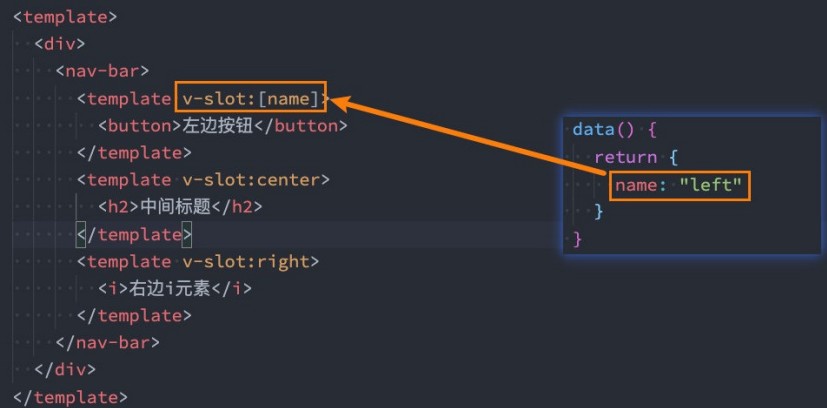 <template>
<div>
<nav-bar>
<template v-slot:[name]>
<button>左边按钮</button>
</template>
<template v-slot:center>
<h2>中间标题</h2>
</template>
<template v-slot:right>
<i>右边i元素</i>
</template>
</nav-bar>
</div>
</template>
data() {
return {
name: "left"
}
}